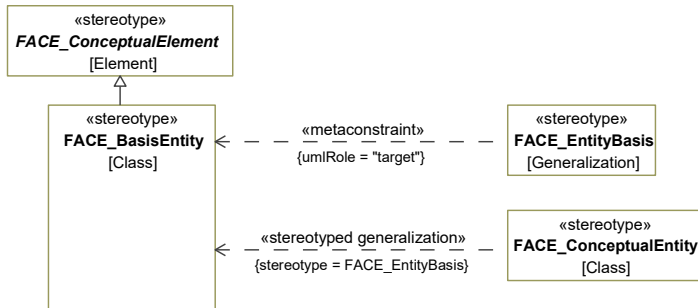 «stereotype»
FACE_ConceptualElement
[Element]
«stereotype»
FACE_BasisEntity
[Class]
«metaconstraint»
{umlRole = "target"}
«stereotype»
FACE_EntityBasis
[Generalization]
«stereotyped generalization»
{stereotype = FACE_EntityBasis}
«stereotype»
FACE_ConceptualEntity
[Class]